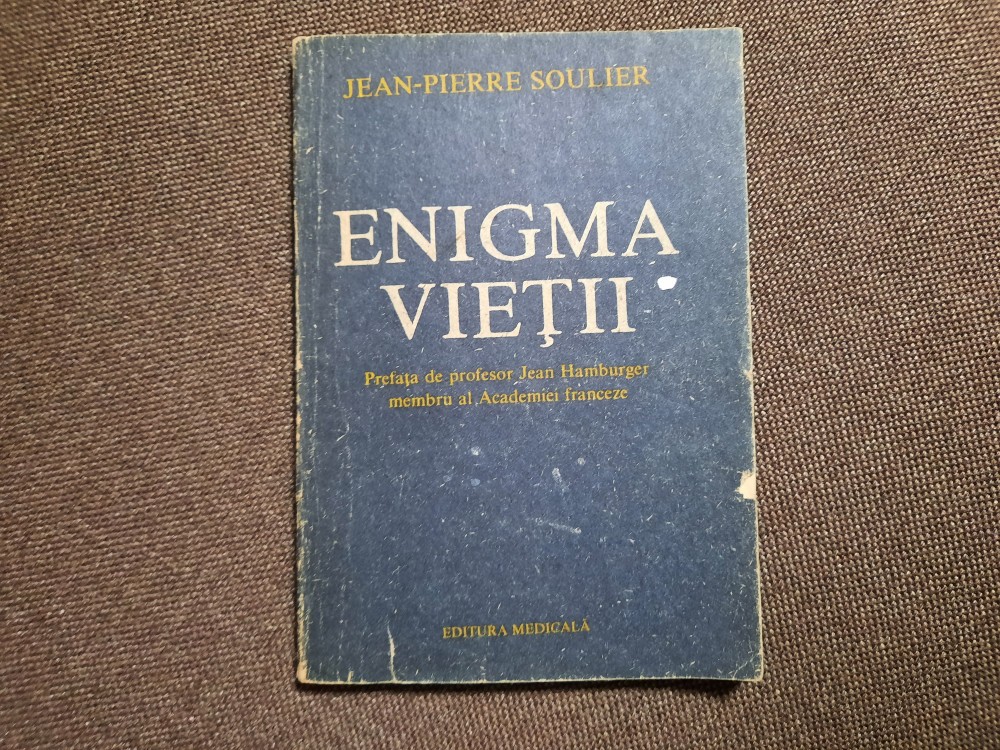 JEAN-PIERRE SOULIER
ENIGMA
VIEŢII
Prefaţa de profesor Jean Hamburger
membru al Academiei franceze
EDITURA MEDICALĂ